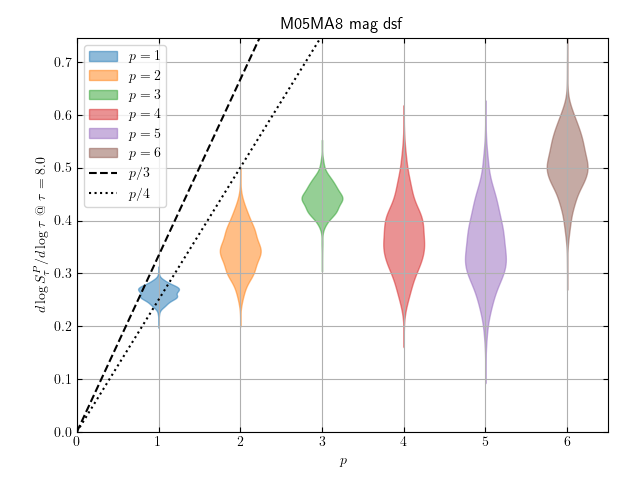 M05MA8 mag dsf
d log S_τ^P / d log τ @ τ = 8.0
0.7
0.6
0.5
0.4
0.3
0.2
0.1
0.0
p = 1
p = 2
p = 3
p = 4
p = 5
p = 6
p/3
p/4
0 1 2 3 4 5 6
p